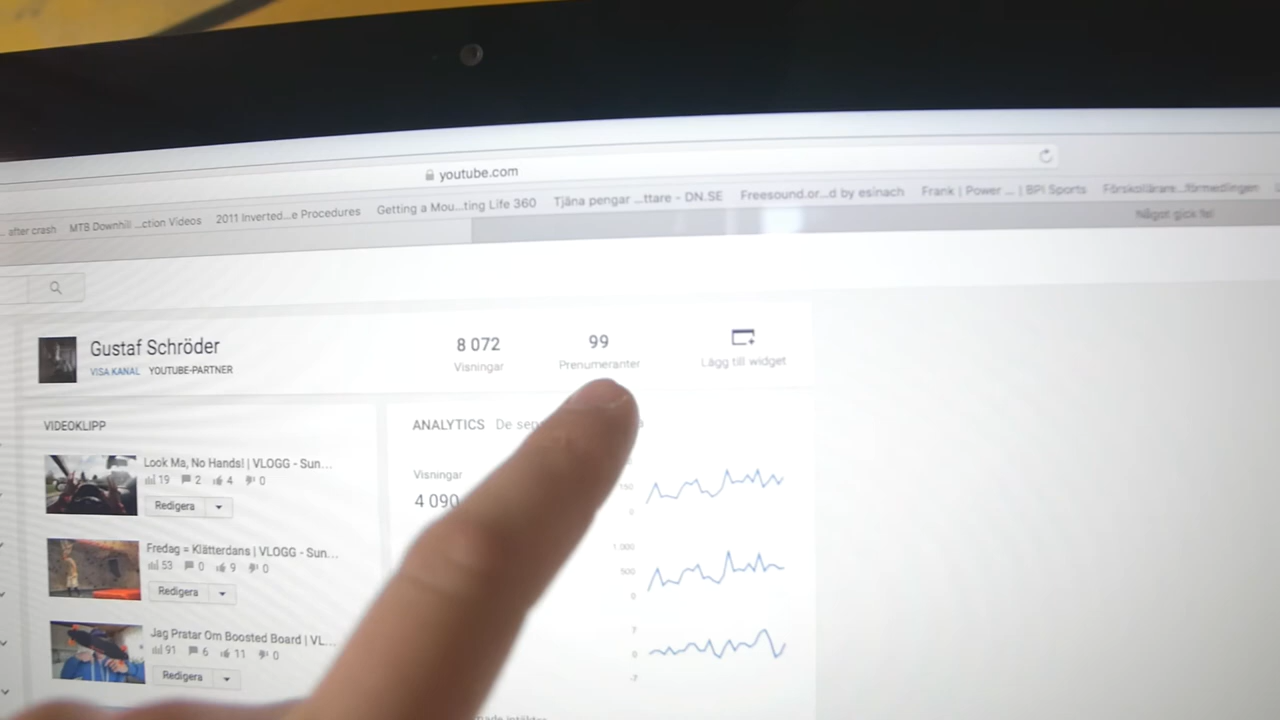 youtube.com
after crash MTB Downhill ...ction Videos 2011 Inverted...e Procedures Getting a Mou...ting Life 360 Tjäna pengar ...ttare - DN.SE Freesound.or...d by esinach Frank | Power ... | BPI Sports Förskollärare...förmedlingen
Något gick fel
Gustaf Schröder
VISA KANAL YOUTUBE-PARTNER
8 072
Visningar
99
Prenumeranter
Lägg till widget
VIDEOKLIPP
Look Ma, No Hands! | VLOGG - Sun...
19 2 4 0
Redigera
Fredag = Klätterdans | VLOGG - Sun...
53 0 9 0
Redigera
Jag Pratar Om Boosted Board | VL...
91 6 11 0
Redigera
ANALYTICS De
Visningar
4 090
150
0
1.000
500
0
7
0
-7